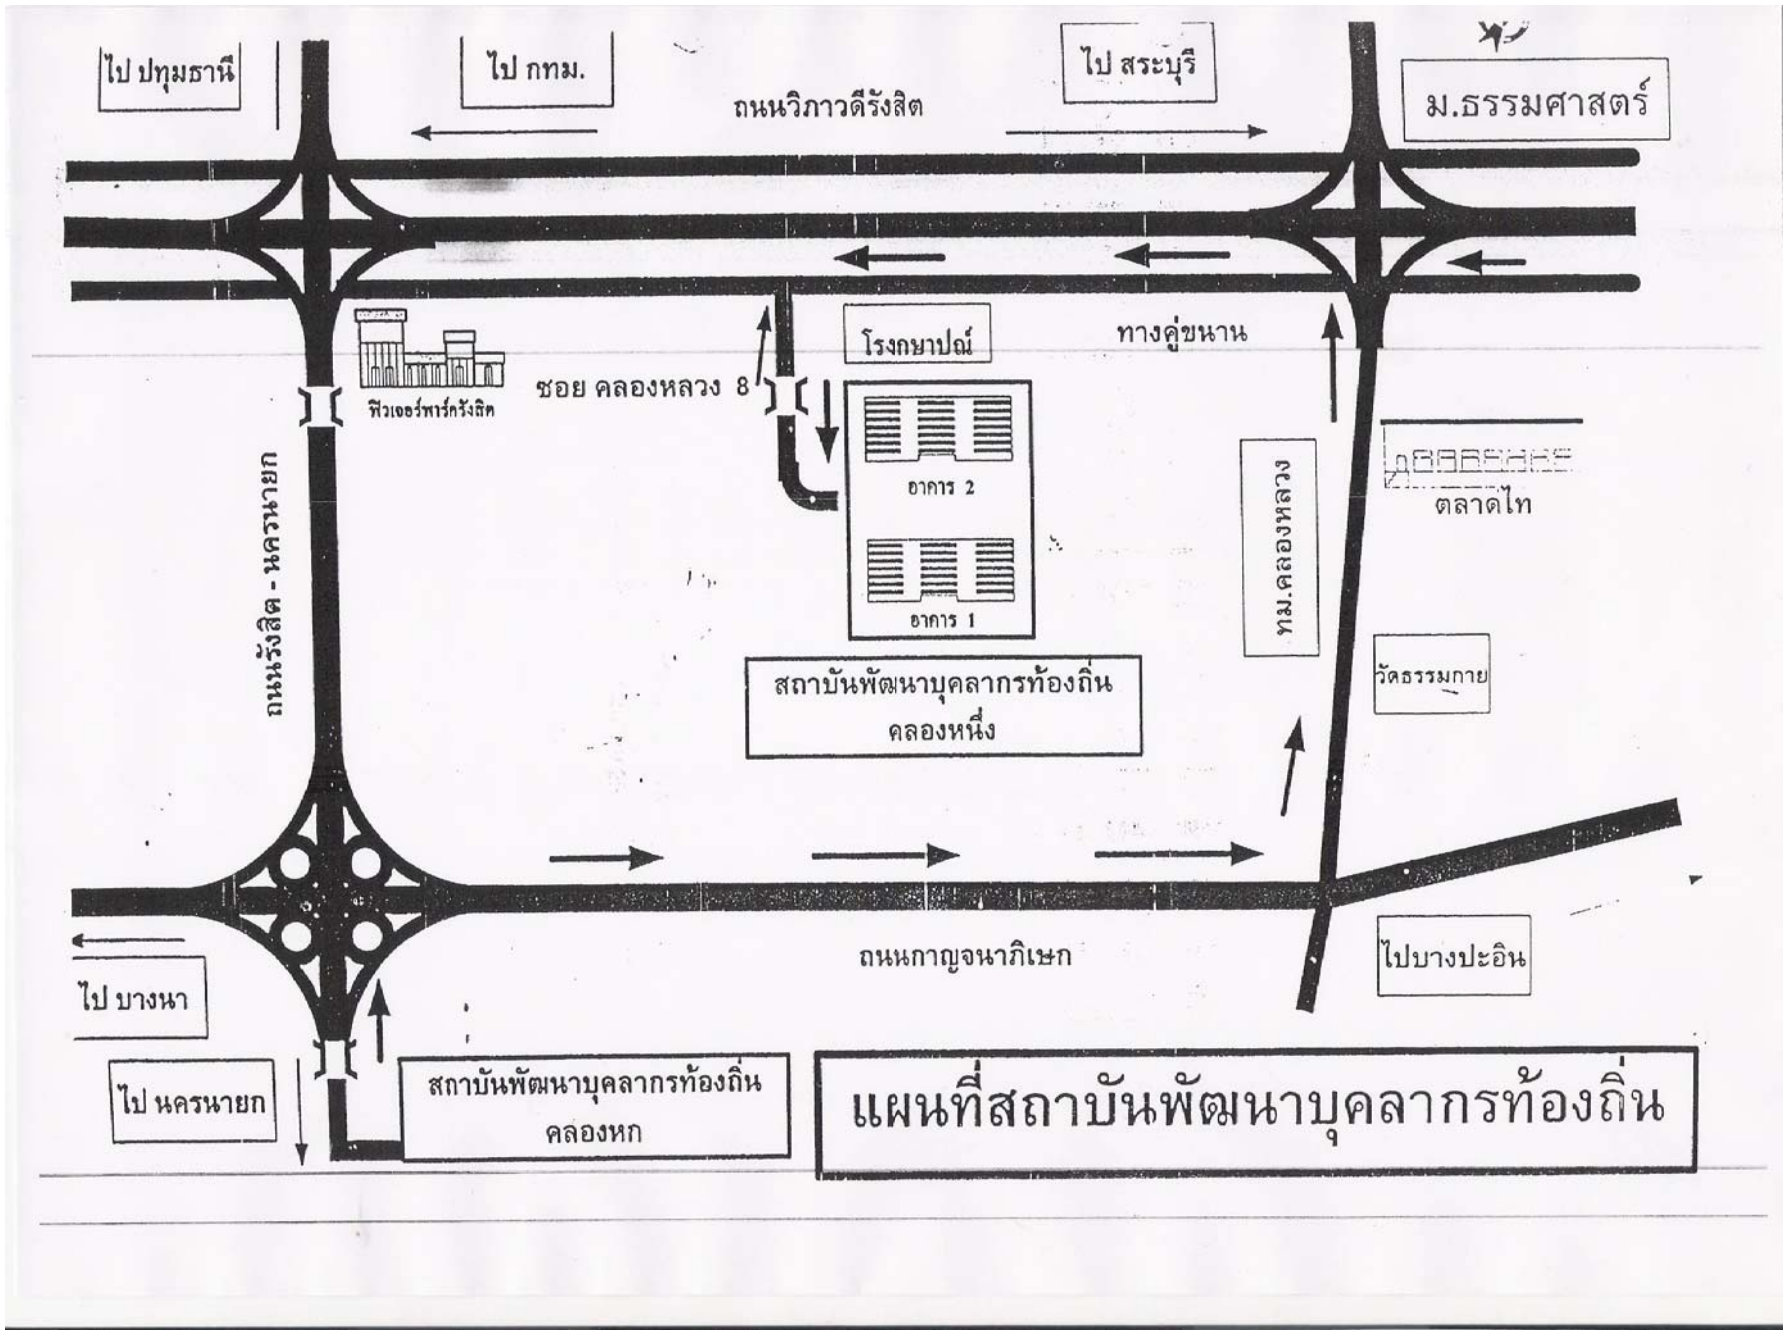 ไป ปทุมธานี
ไป กทม.
ถนนวิภาวดีรังสิต
ไป สระบุรี
ม.ธรรมศาสตร์
ฟิวเจอร์พาร์ครังสิต
ซอย คลองหลวง 8
โรงกษาปณ์
ทางคู่ขนาน
อาคาร 2
อาคาร 1
สถาบันพัฒนาบุคลากรท้องถิ่น
คลองหนึ่ง
ถนนรังสิต - นครนายก
ทม.คลองหลวง
ตลาดไท
วัดธรรมกาย
ถนนกาญจนาภิเษก
ไปบางปะอิน
ไป บางนา
ไป นครนายก
สถาบันพัฒนาบุคลากรท้องถิ่น
คลองหก
แผนที่สถาบันพัฒนาบุคลากรท้องถิ่น